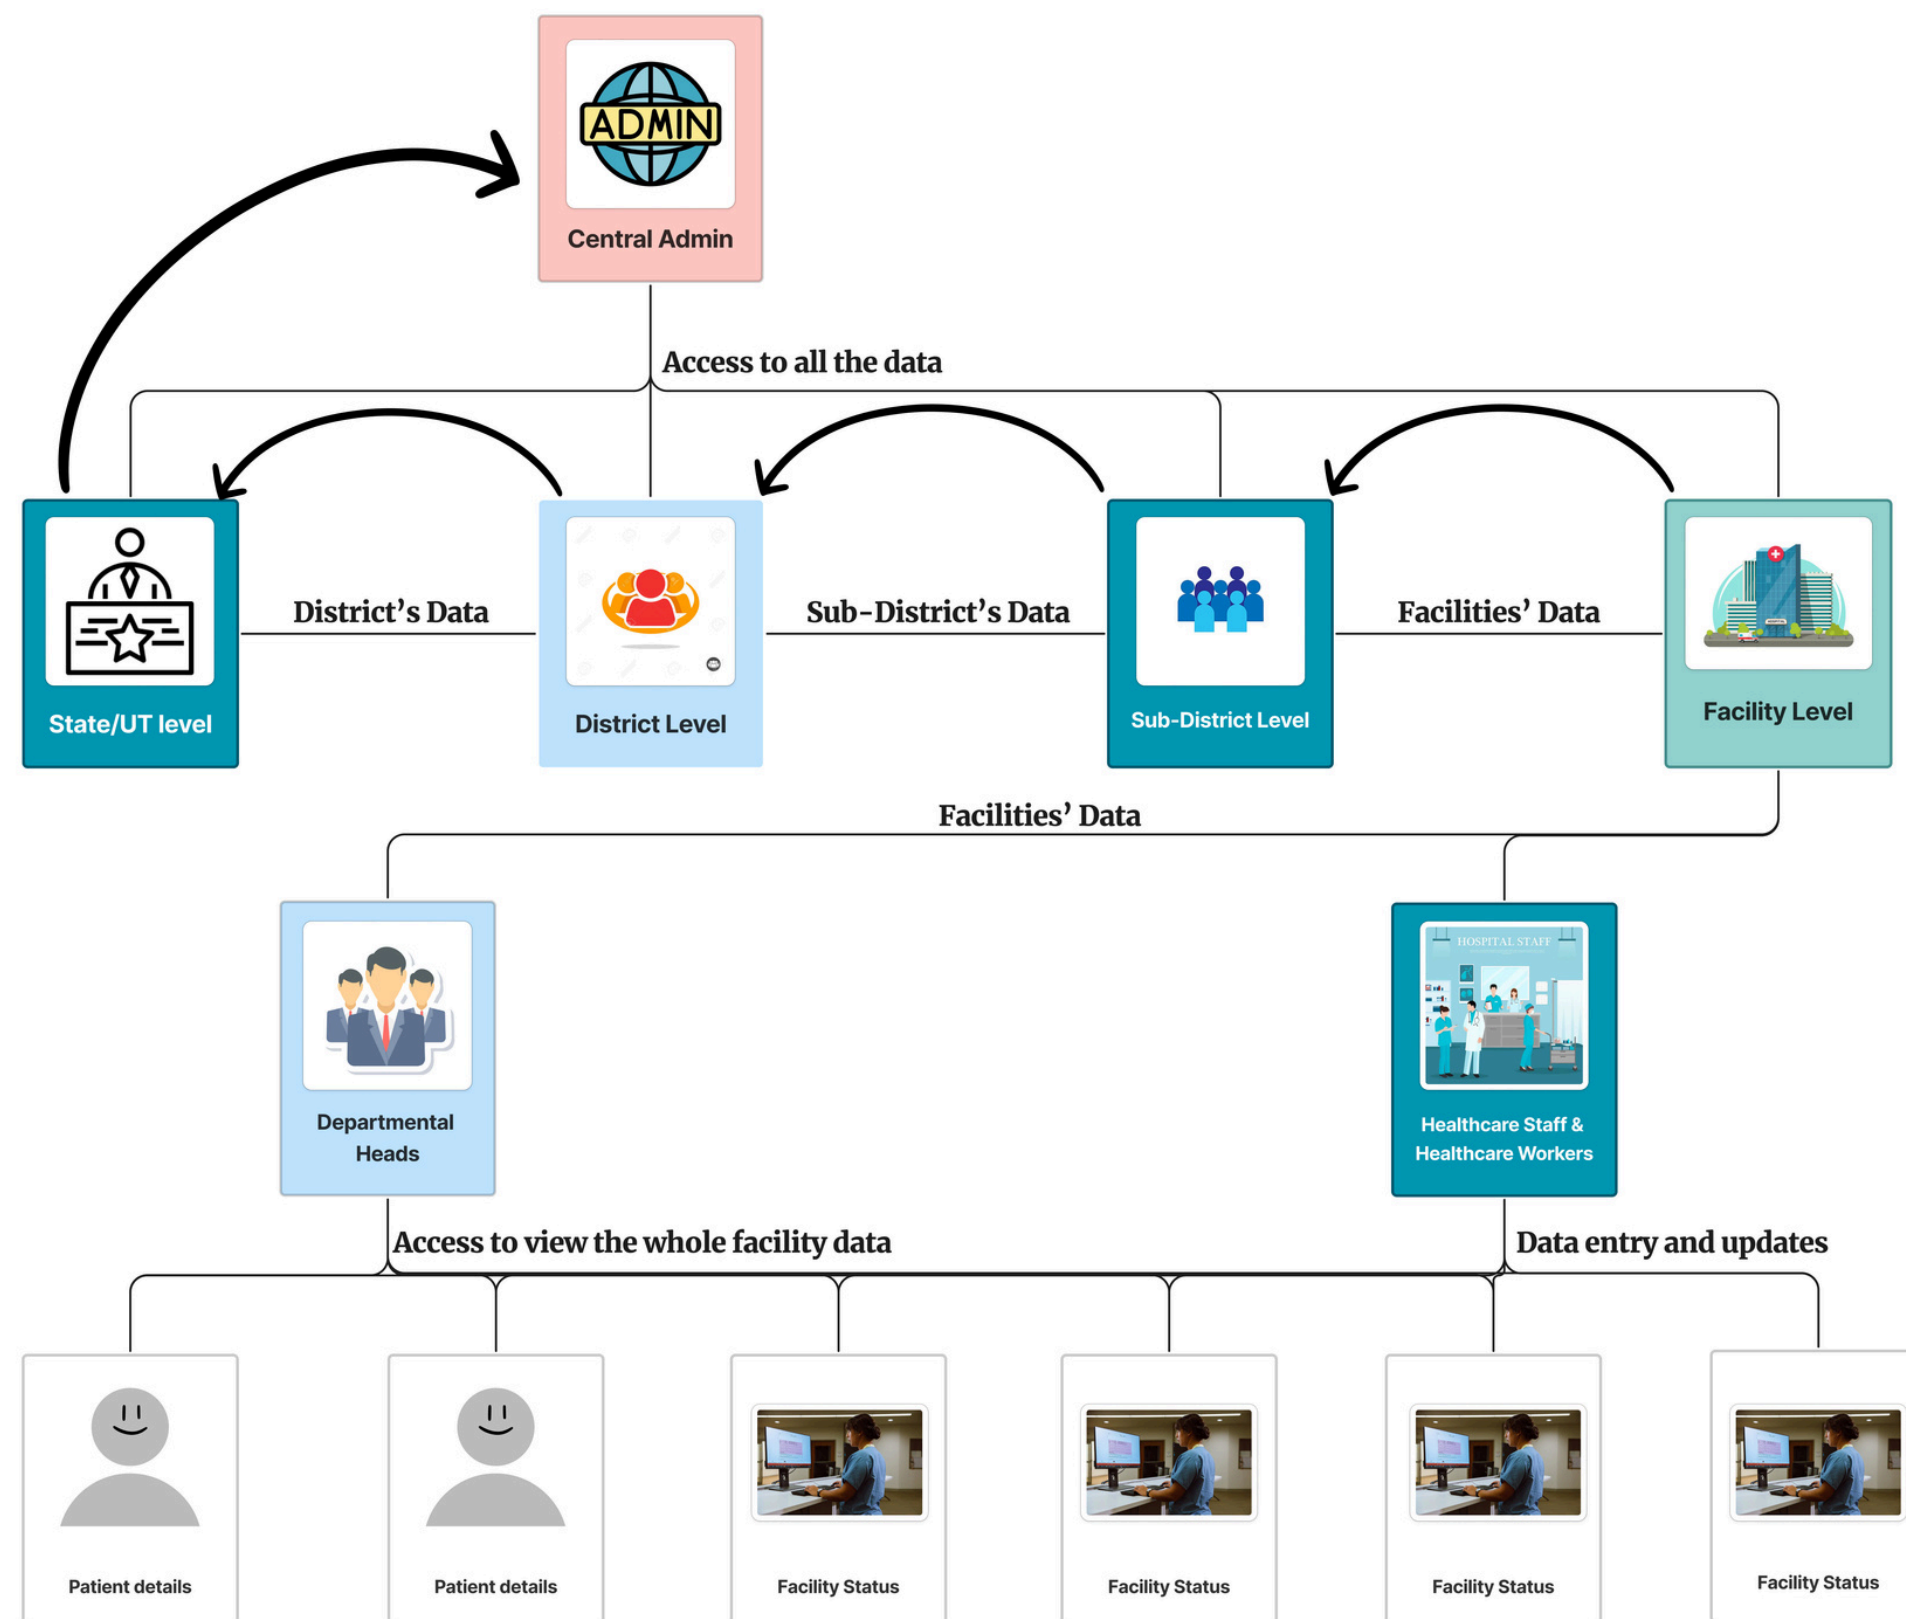 ADMIN
Central Admin
Access to all the data
District’s Data
Sub-District’s Data
Facilities’ Data
State/UT level
District Level
Sub-District Level
Facility Level
Facilities’ Data
HOSPITAL STAFF
Departmental
Heads
Healthcare Staff &
Healthcare Workers
Access to view the whole facility data
Data entry and updates
Patient details
Patient details
Facility Status
Facility Status
Facility Status
Facility Status